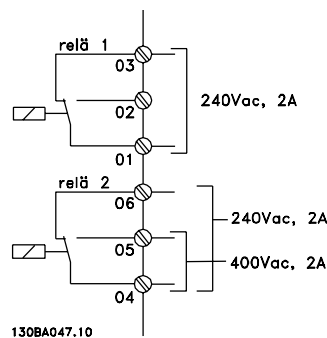 relä 1
03
02
01
240Vac, 2A
relä 2
06
05
04
240Vac, 2A
400Vac, 2A
130BA047.10